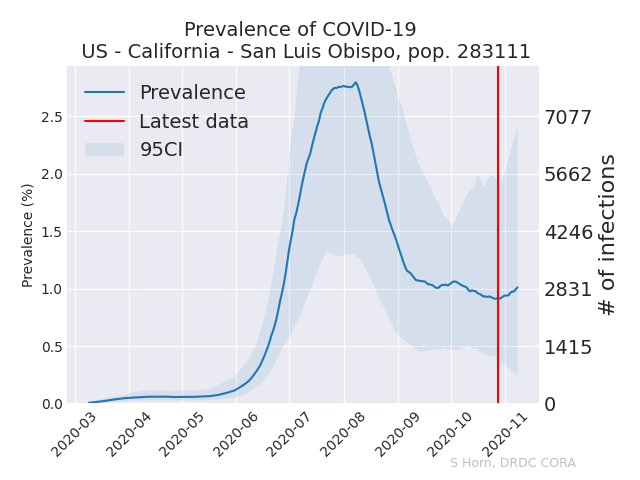 Prevalence of COVID-19
US - California - San Luis Obispo, pop. 283111
Prevalence
Latest data
95CI
Prevalence (%)
2.5
2.0
1.5
1.0
0.5
0.0
7077
5662
4246
2831
1415
0
# of infections
2020-03
2020-04
2020-05
2020-06
2020-07
2020-08
2020-09
2020-10
2020-11
S Horn, DRDC CORA